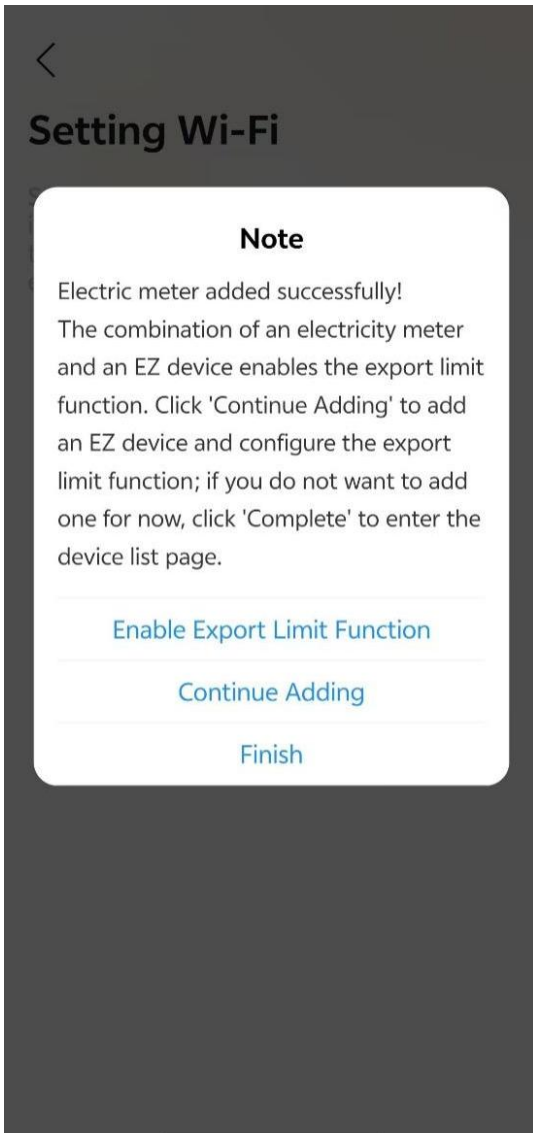 Setting Wi-Fi
Note
Electric meter added successfully!
The combination of an electricity meter
and an EZ device enables the export limit
function. Click 'Continue Adding' to add
an EZ device and configure the export
limit function; if you do not want to add
one for now, click 'Complete' to enter the
device list page.
Enable Export Limit Function
Continue Adding
Finish